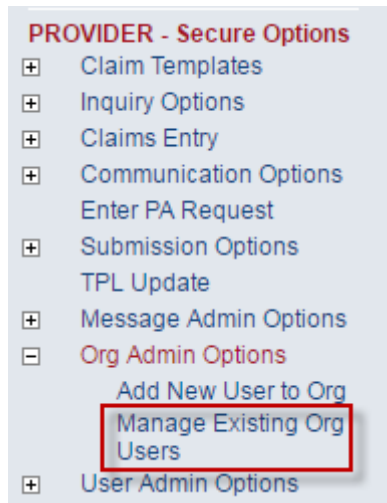 PROVIDER - Secure Options
Claim Templates
Inquiry Options
Claims Entry
Communication Options
Enter PA Request
Submission Options
TPL Update
Message Admin Options
Org Admin Options
Add New User to Org
Manage Existing Org
Users
User Admin Options